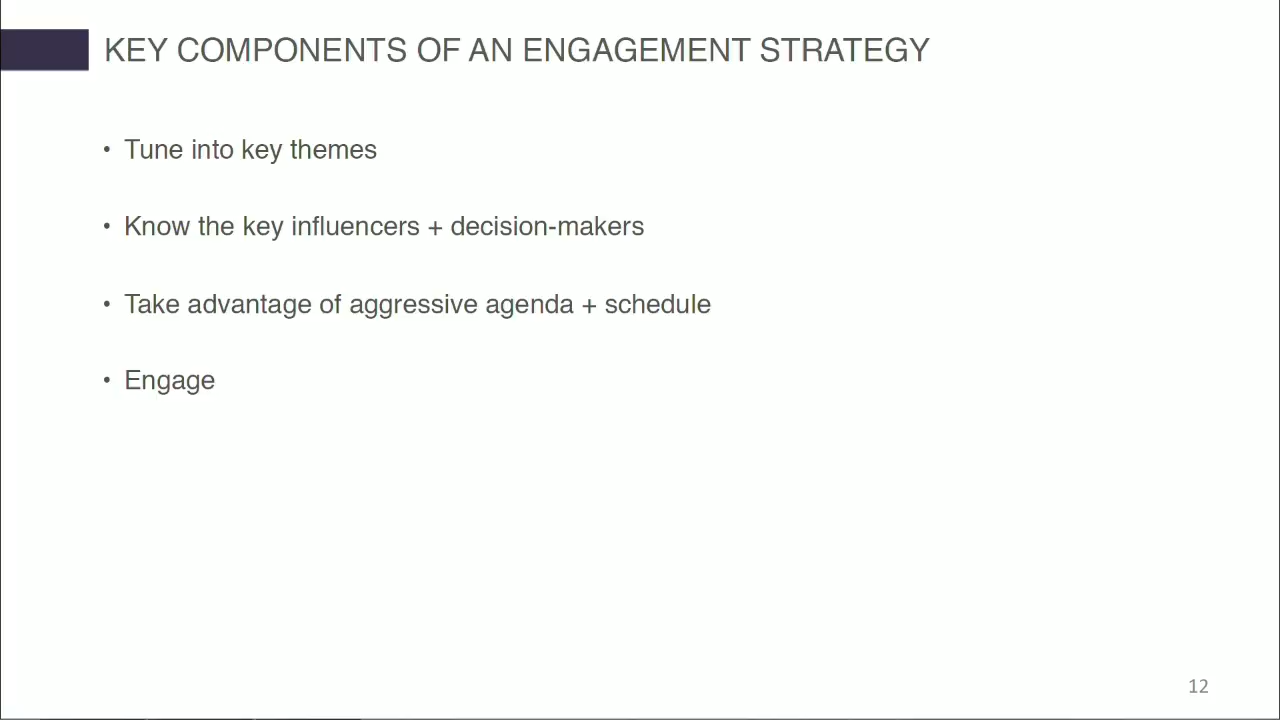 KEY COMPONENTS OF AN ENGAGEMENT STRATEGY
• Tune into key themes
• Know the key influencers + decision-makers
• Take advantage of aggressive agenda + schedule
• Engage
12